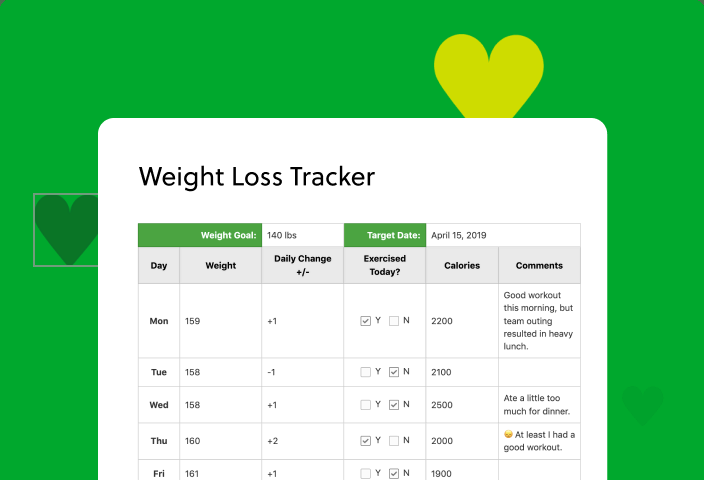 Weight Loss Tracker
Weight Goal: 140 lbs Target Date: April 15, 2019
Day Weight Daily Change +/- Exercised Today? Calories Comments
Mon 159 +1 Y N 2200 Good workout this morning, but team outing resulted in heavy lunch.
Tue 158 -1 Y N 2100
Wed 158 +1 Y N 2500 Ate a little too much for dinner.
Thu 160 +2 Y N 2000 😅 At least I had a good workout.
Fri 161 +1 Y N 1900